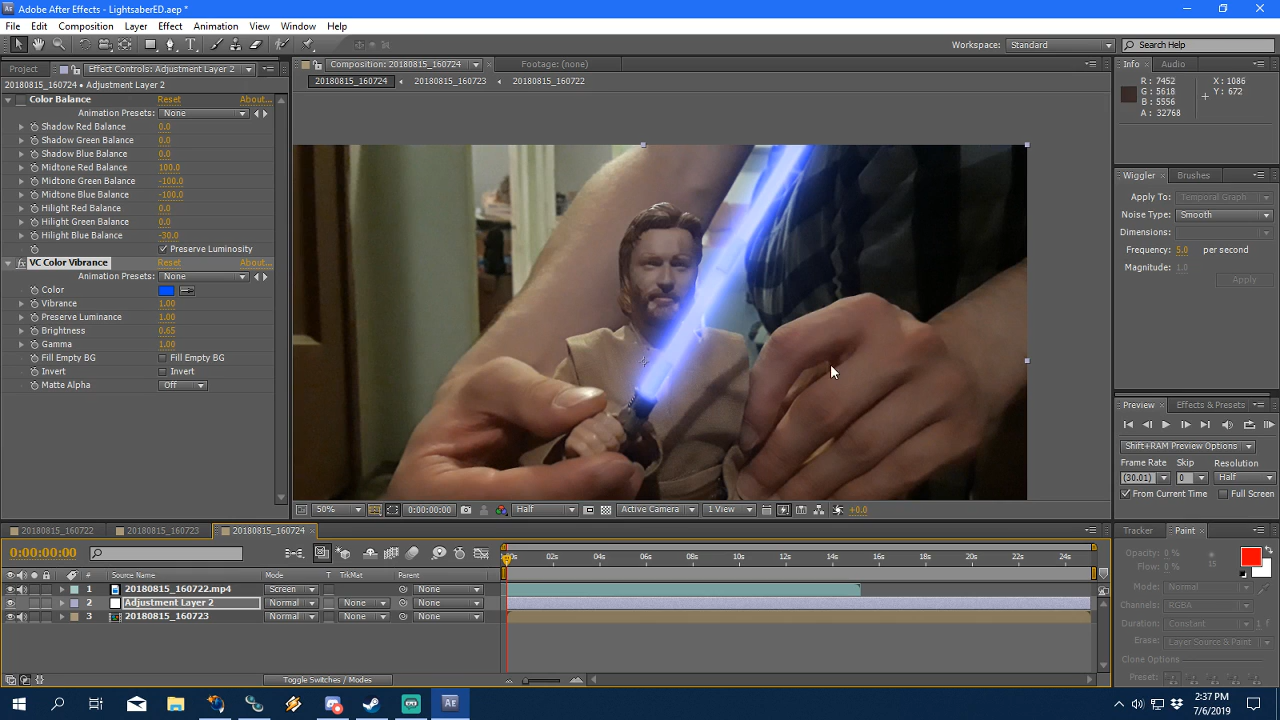 Adobe After Effects - LightsaberED.aep *
File Edit Composition Layer Effect Animation View Window Help
Workspace: Standard Search Help
Project Effect Controls: Adjustment Layer 2
20180815_160724 • Adjustment Layer 2
Color Balance Reset About...
Animation Presets: None
Shadow Red Balance 0.0
Shadow Green Balance 0.0
Shadow Blue Balance 0.0
Midtone Red Balance 100.0
Midtone Green Balance -100.0
Midtone Blue Balance -100.0
Hilight Red Balance 0.0
Hilight Green Balance 0.0
Hilight Blue Balance -30.0
Preserve Luminosity
VC Color Vibrance Reset About...
Animation Presets: None
Color
Vibrance 1.00
Preserve Luminance 1.00
Brightness 0.65
Gamma 1.00
Fill Empty BG Fill Empty BG
Invert Invert
Matte Alpha Off
Composition: 20180815_160724 Footage: (none)
20180815_160724 20180815_160723 20180815_160722
50% 0:00:00:00 Half Active Camera 1 View +0.0
Info Audio
R : 7452
G : 5618
B : 5556
A : 32768
X : 1086
Y : 672
Wiggler Brushes
Apply To: Temporal Graph
Noise Type: Smooth
Dimensions:
Frequency: 5.0 per second
Magnitude: 1.0
Apply
Preview Effects & Presets
Shift+RAM Preview Options
Frame Rate Skip Resolution
(30.01) 0 Half
From Current Time Full Screen
20180815_160722 20180815_160723 20180815_160724
0:00:00:00
00s 02s 04s 06s 08s 10s 12s 14s 16s 18s 20s 22s 24s
# Source Name Mode T TrkMat Parent
1 20180815_160722.mp4 Screen None
2 Adjustment Layer 2 Normal None None
3 20180815_160723 Normal None None
Toggle Switches / Modes
Tracker Paint
Opacity: 0 %
Flow: 0 %
15
Mode: Normal
Channels: RGBA
Duration: Constant 1 f
Erase: Layer Source & Paint
Clone Options
Preset:
Ae
2:37 PM
7/6/2019